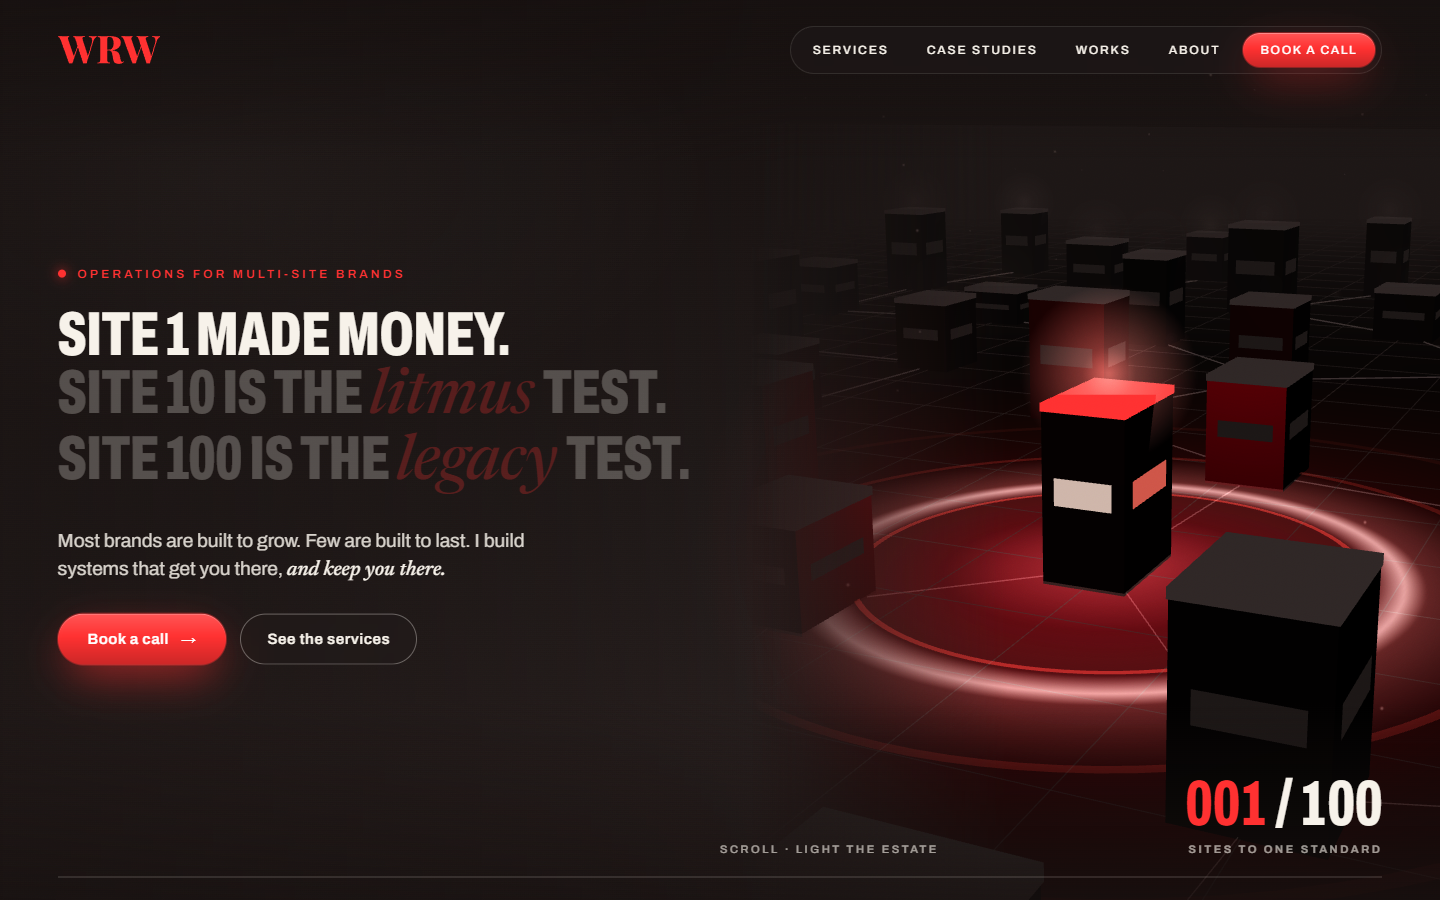 WRW
SERVICES CASE STUDIES WORKS ABOUT BOOK A CALL
OPERATIONS FOR MULTI-SITE BRANDS
SITE 1 MADE MONEY.
SITE 10 IS THE litmus TEST.
SITE 100 IS THE legacy TEST.
Most brands are built to grow. Few are built to last. I build
systems that get you there, and keep you there.
Book a call → See the services
001 / 100
SCROLL · LIGHT THE ESTATE
SITES TO ONE STANDARD